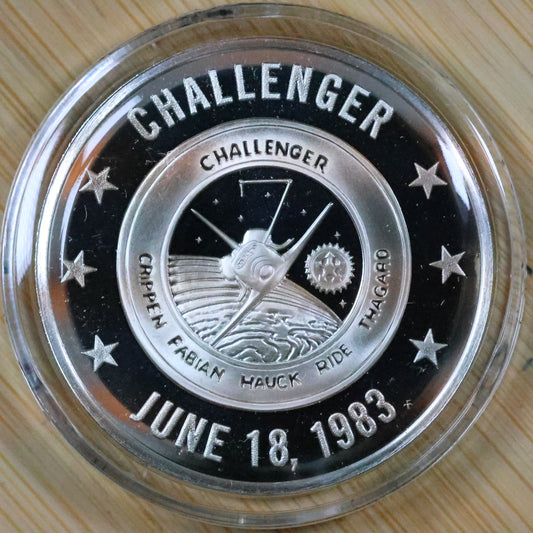 CHALLENGER
CHALLENGER
7
CRIPPEN FABIAN HAUCK RIDE THAGARD
JUNE 18, 1983